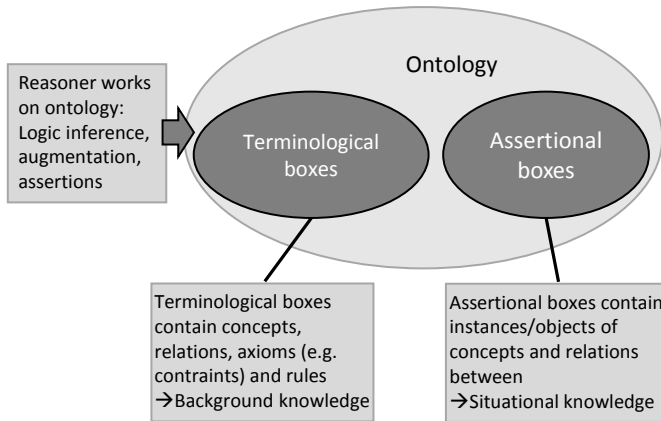 Ontology
Reasoner works
on ontology:
Logic inference,
augmentation,
assertions
Terminological
boxes
Assertional
boxes
Terminological boxes
contain concepts,
relations, axioms (e.g.
contraints) and rules
→Background knowledge
Assertional boxes contain
instances/objects of
concepts and relations
between
→Situational knowledge